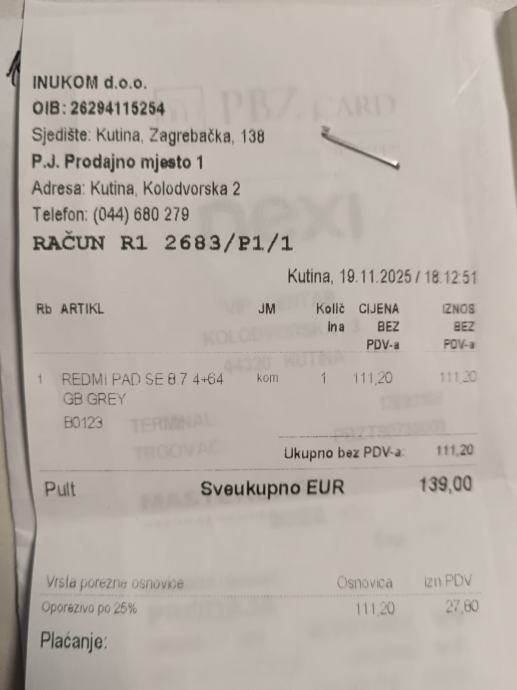 INUKOM d.o.o.
OIB: 26294115254
Sjedište: Kutina, Zagrebačka, 138
P.J. Prodajno mjesto 1
Adresa: Kutina, Kolodvorska 2
Telefon: (044) 680 279
RAČUN R1 2683/P1/1
Kutina, 19.11.2025 / 18:12:51
Rb ARTIKL JM Količ CIJENA IZNOS
ina BEZ BEZ
PDV-a PDV-a
1 REDMI PAD SE 8.7 4+64 kom 1 111,20 111,20
GB GREY
B0123
Ukupno bez PDV-a: 111,20
Pult Sveukupno EUR 139,00
Vrsta porezne osnovice Osnovica izn PDV
Oporezivo po 25% 111,20 27,80
Plaćanje: